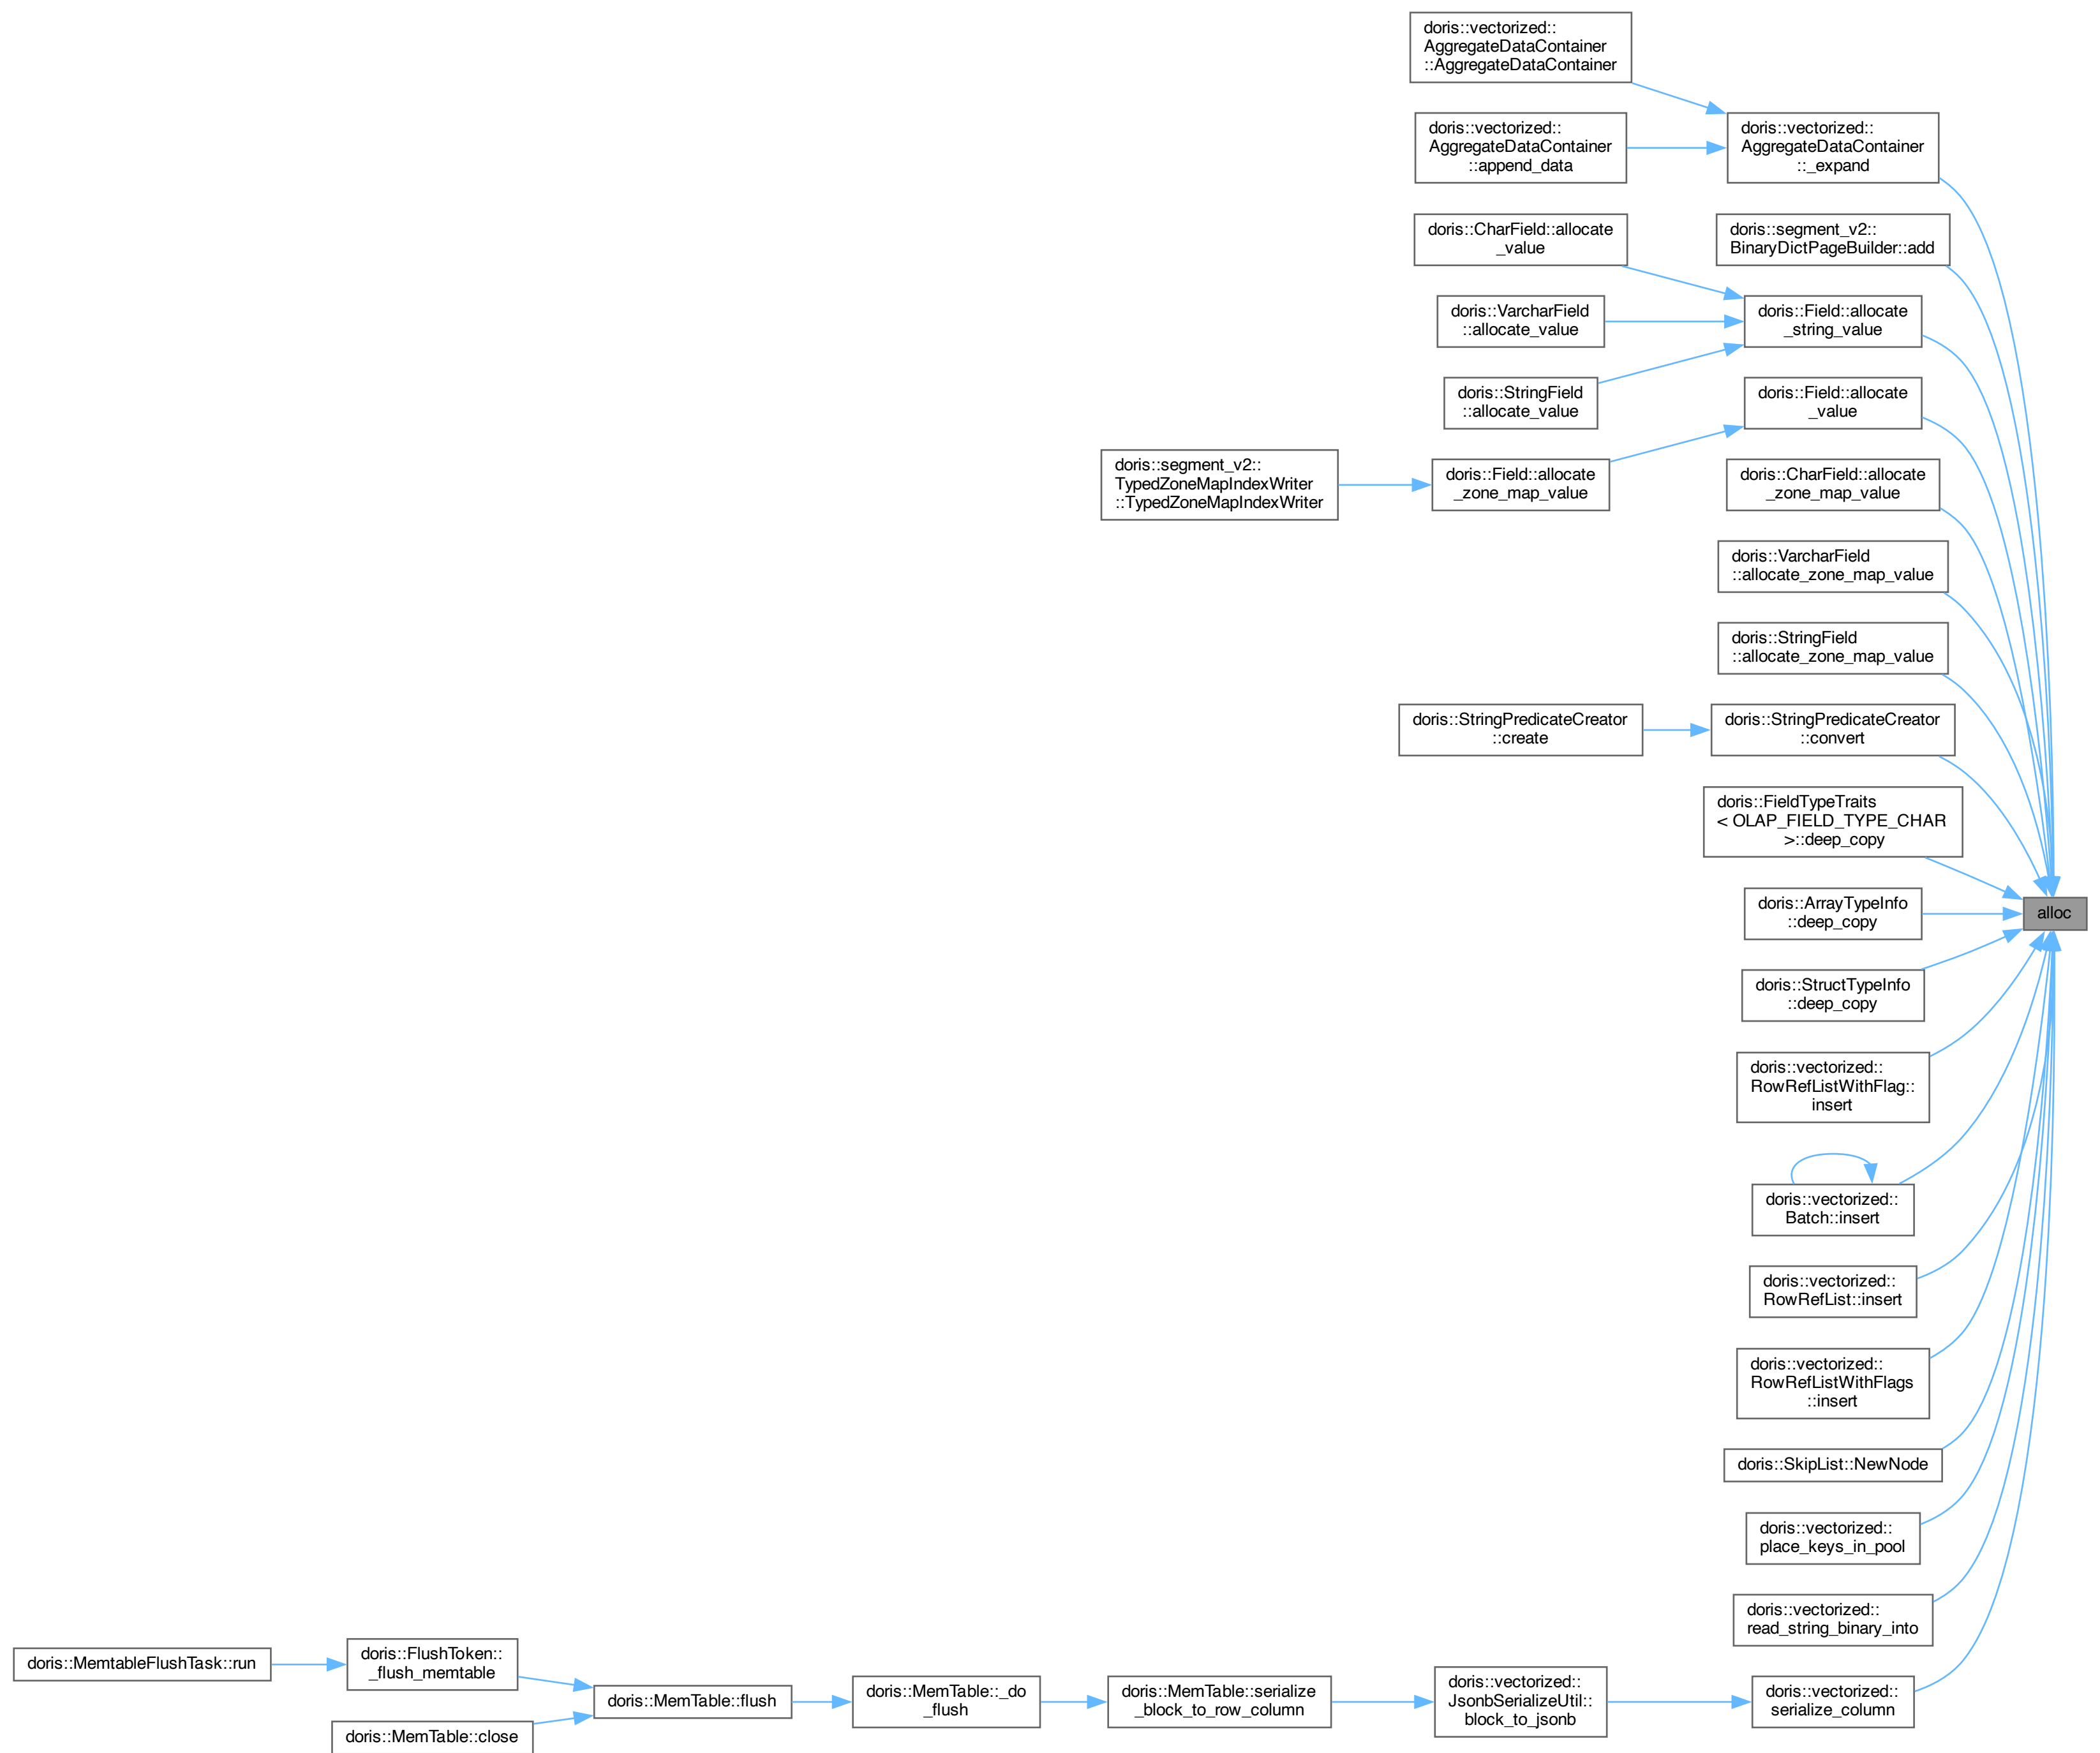 doris::vectorized::
AggregateDataContainer
::AggregateDataContainer
doris::vectorized::
AggregateDataContainer
::append_data
doris::vectorized::
AggregateDataContainer
::_expand
doris::CharField::allocate
_value
doris::segment_v2::
BinaryDictPageBuilder::add
doris::VarcharField
::allocate_value
doris::Field::allocate
_string_value
doris::StringField
::allocate_value
doris::Field::allocate
_value
doris::segment_v2::
TypedZoneMapIndexWriter
::TypedZoneMapIndexWriter
doris::Field::allocate
_zone_map_value
doris::CharField::allocate
_zone_map_value
doris::VarcharField
::allocate_zone_map_value
doris::StringField
::allocate_zone_map_value
doris::StringPredicateCreator
::create
doris::StringPredicateCreator
::convert
doris::FieldTypeTraits
< OLAP_FIELD_TYPE_CHAR
>::deep_copy
doris::ArrayTypeInfo
::deep_copy
alloc
doris::StructTypeInfo
::deep_copy
doris::vectorized::
RowRefListWithFlag::
insert
doris::vectorized::
Batch::insert
doris::vectorized::
RowRefList::insert
doris::vectorized::
RowRefListWithFlags
::insert
doris::SkipList::NewNode
doris::vectorized::
place_keys_in_pool
doris::vectorized::
read_string_binary_into
doris::MemtableFlushTask::run
doris::FlushToken::
_flush_memtable
doris::MemTable::close
doris::MemTable::flush
doris::MemTable::_do
_flush
doris::MemTable::serialize
_block_to_row_column
doris::vectorized::
JsonbSerializeUtil::
block_to_jsonb
doris::vectorized::
serialize_column